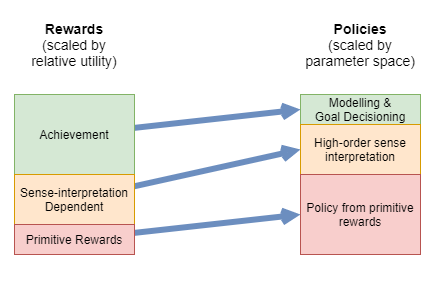 Rewards
(scaled by
relative utility)
Policies
(scaled by
parameter space)
Achievement
Sense-interpretation
Dependent
Primitive Rewards
Modelling &
Goal Decisioning
High-order sense
interpretation
Policy from primitive
rewards